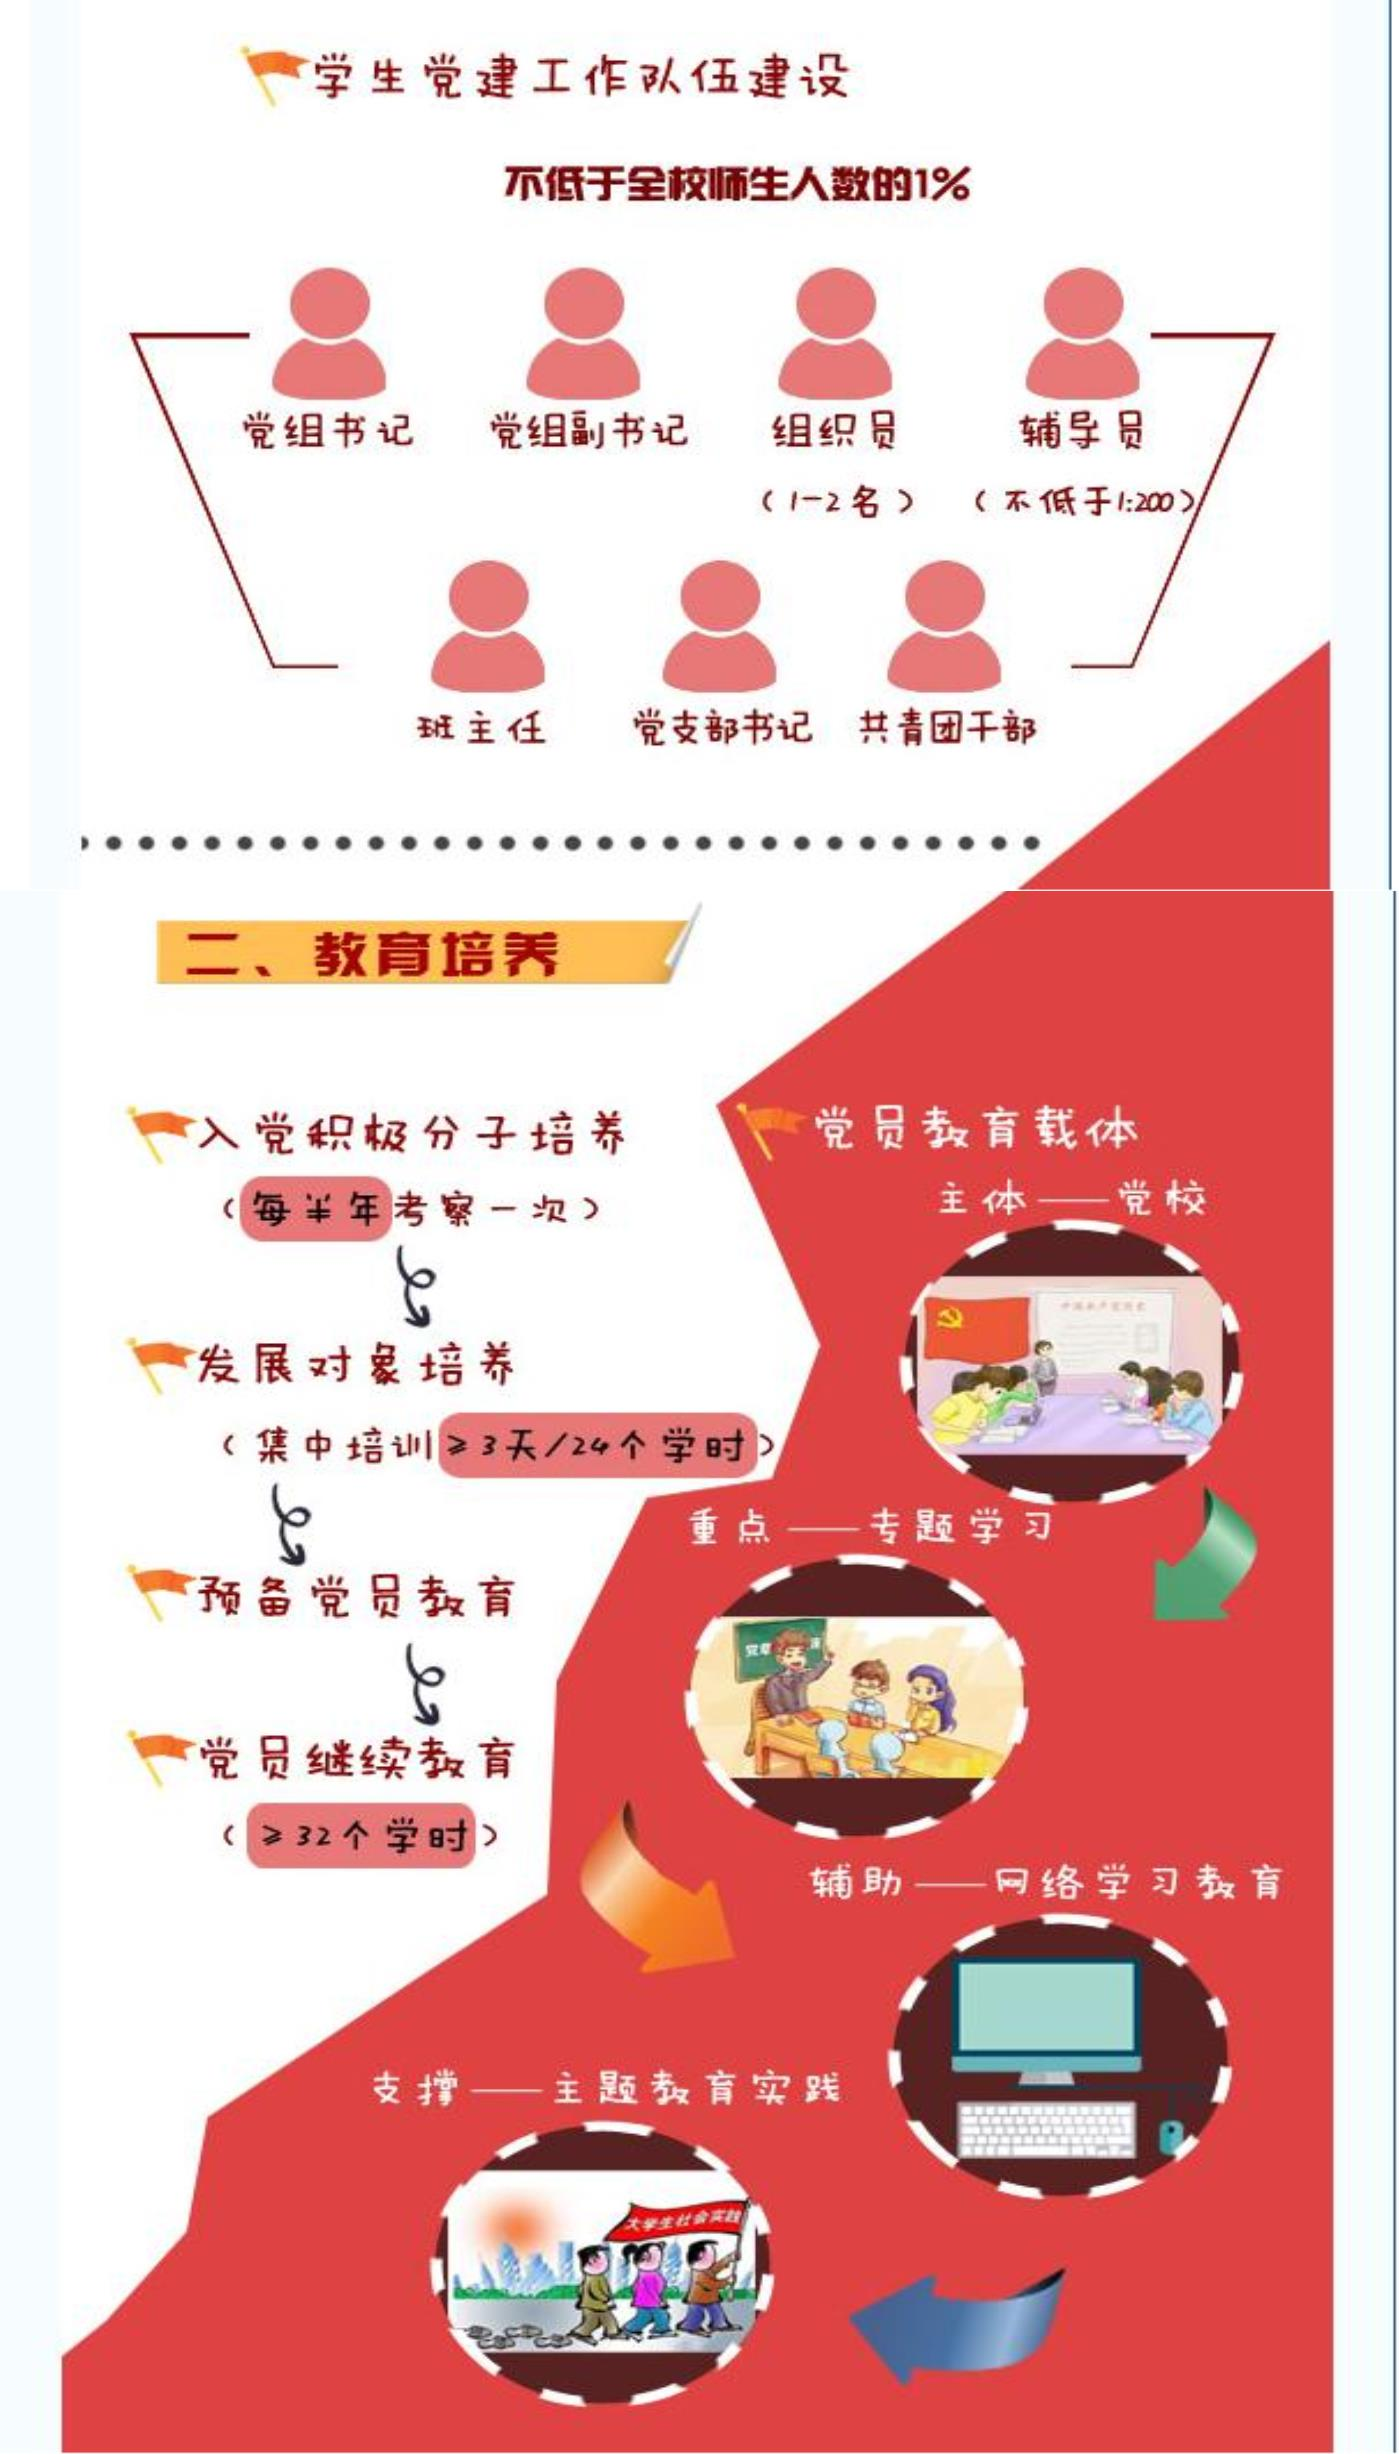 学生党建工作队伍建设
不低于全校师生人数的1%
党组书记 党组副书记 组织员 辅导员
（1-2名） （不低于1:200）
班主任 党支部书记 共青团干部
二、教育培养
入党积极分子培养
（每半年考察一次）
发展对象培养
（集中培训≥3天/24个学时）
预备党员教育
党员继续教育
（≥32个学时）
党员教育载体
主体——党校
重点——专题学习
党章
课
辅助——网络学习教育
支撑——主题教育实践
大学生社会实践